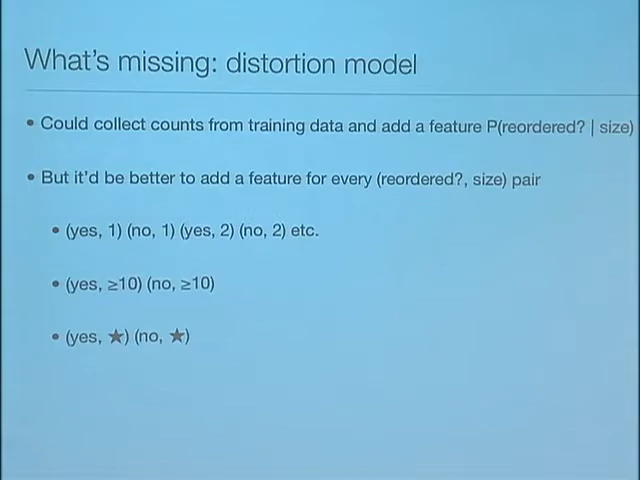 What's missing: distortion model
• Could collect counts from training data and add a feature P(reordered? | size)
• But it'd be better to add a feature for every (reordered?, size) pair
• (yes, 1) (no, 1) (yes, 2) (no, 2) etc.
• (yes, ≥10) (no, ≥10)
• (yes, ★) (no, ★)